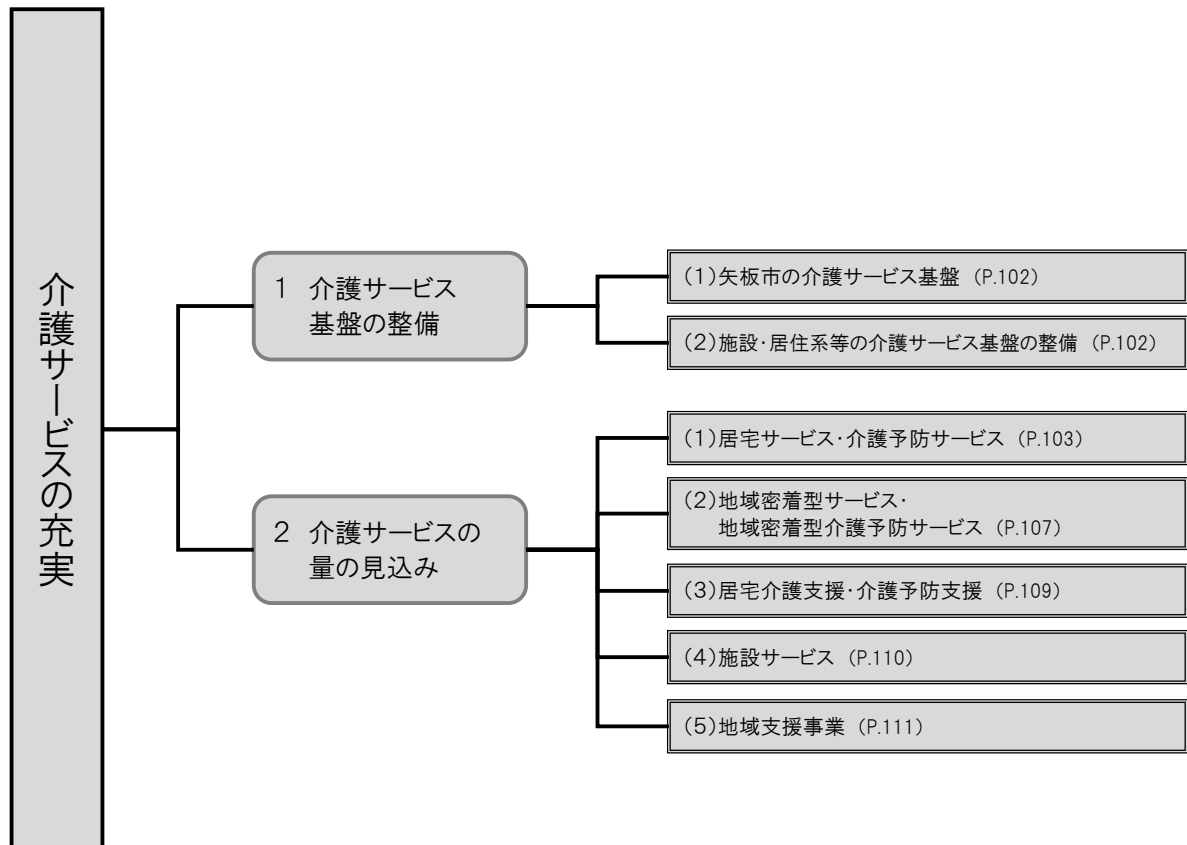 介護サービスの充実
1 介護サービス
基盤の整備
(1)矢板市の介護サービス基盤 (P.102)
(2)施設・居住系等の介護サービス基盤の整備 (P.102)
2 介護サービスの
量の見込み
(1)居宅サービス・介護予防サービス (P.103)
(2)地域密着型サービス・
地域密着型介護予防サービス (P.107)
(3)居宅介護支援・介護予防支援 (P.109)
(4)施設サービス (P.110)
(5)地域支援事業 (P.111)